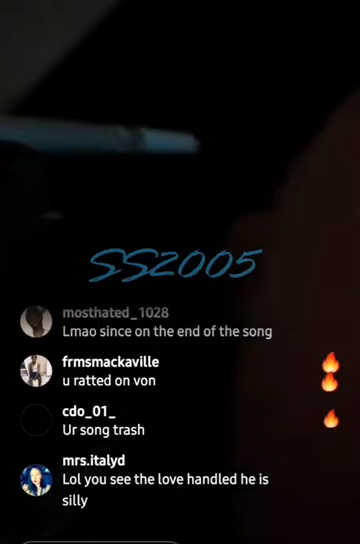 SS2005
mosthated_1028
Lmao since on the end of the song
frmsmackaville
u ratted on von
cdo_01_
Ur song trash
mrs.italyd
Lol you see the love handled he is
silly